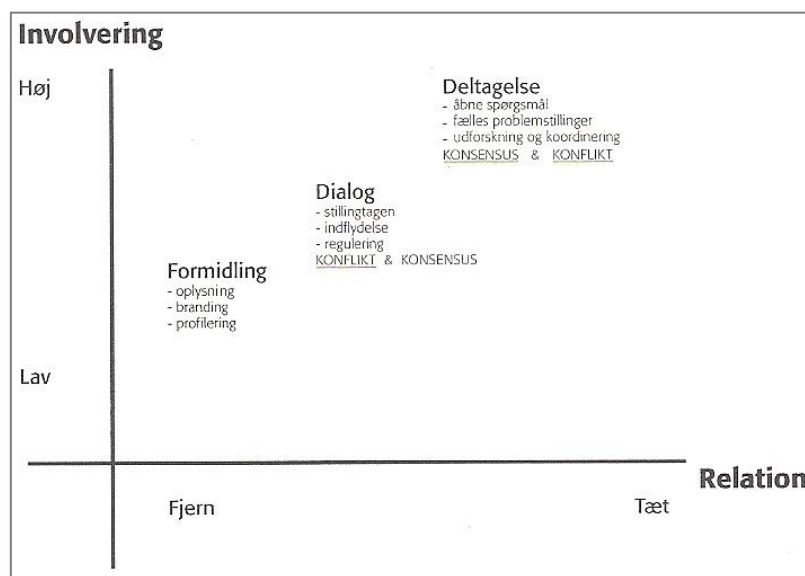 Involvering
Høj
Deltagelse
- åbne spørgsmål
- fælles problemstillinger
- udforskning og koordinering
KONSENSUS & KONFLIKT
Dialog
- stillingtagen
- indflydelse
- regulering
KONFLIKT & KONSENSUS
Formidling
- oplysning
- branding
- profilering
Lav
Relation
Fjern
Tæt